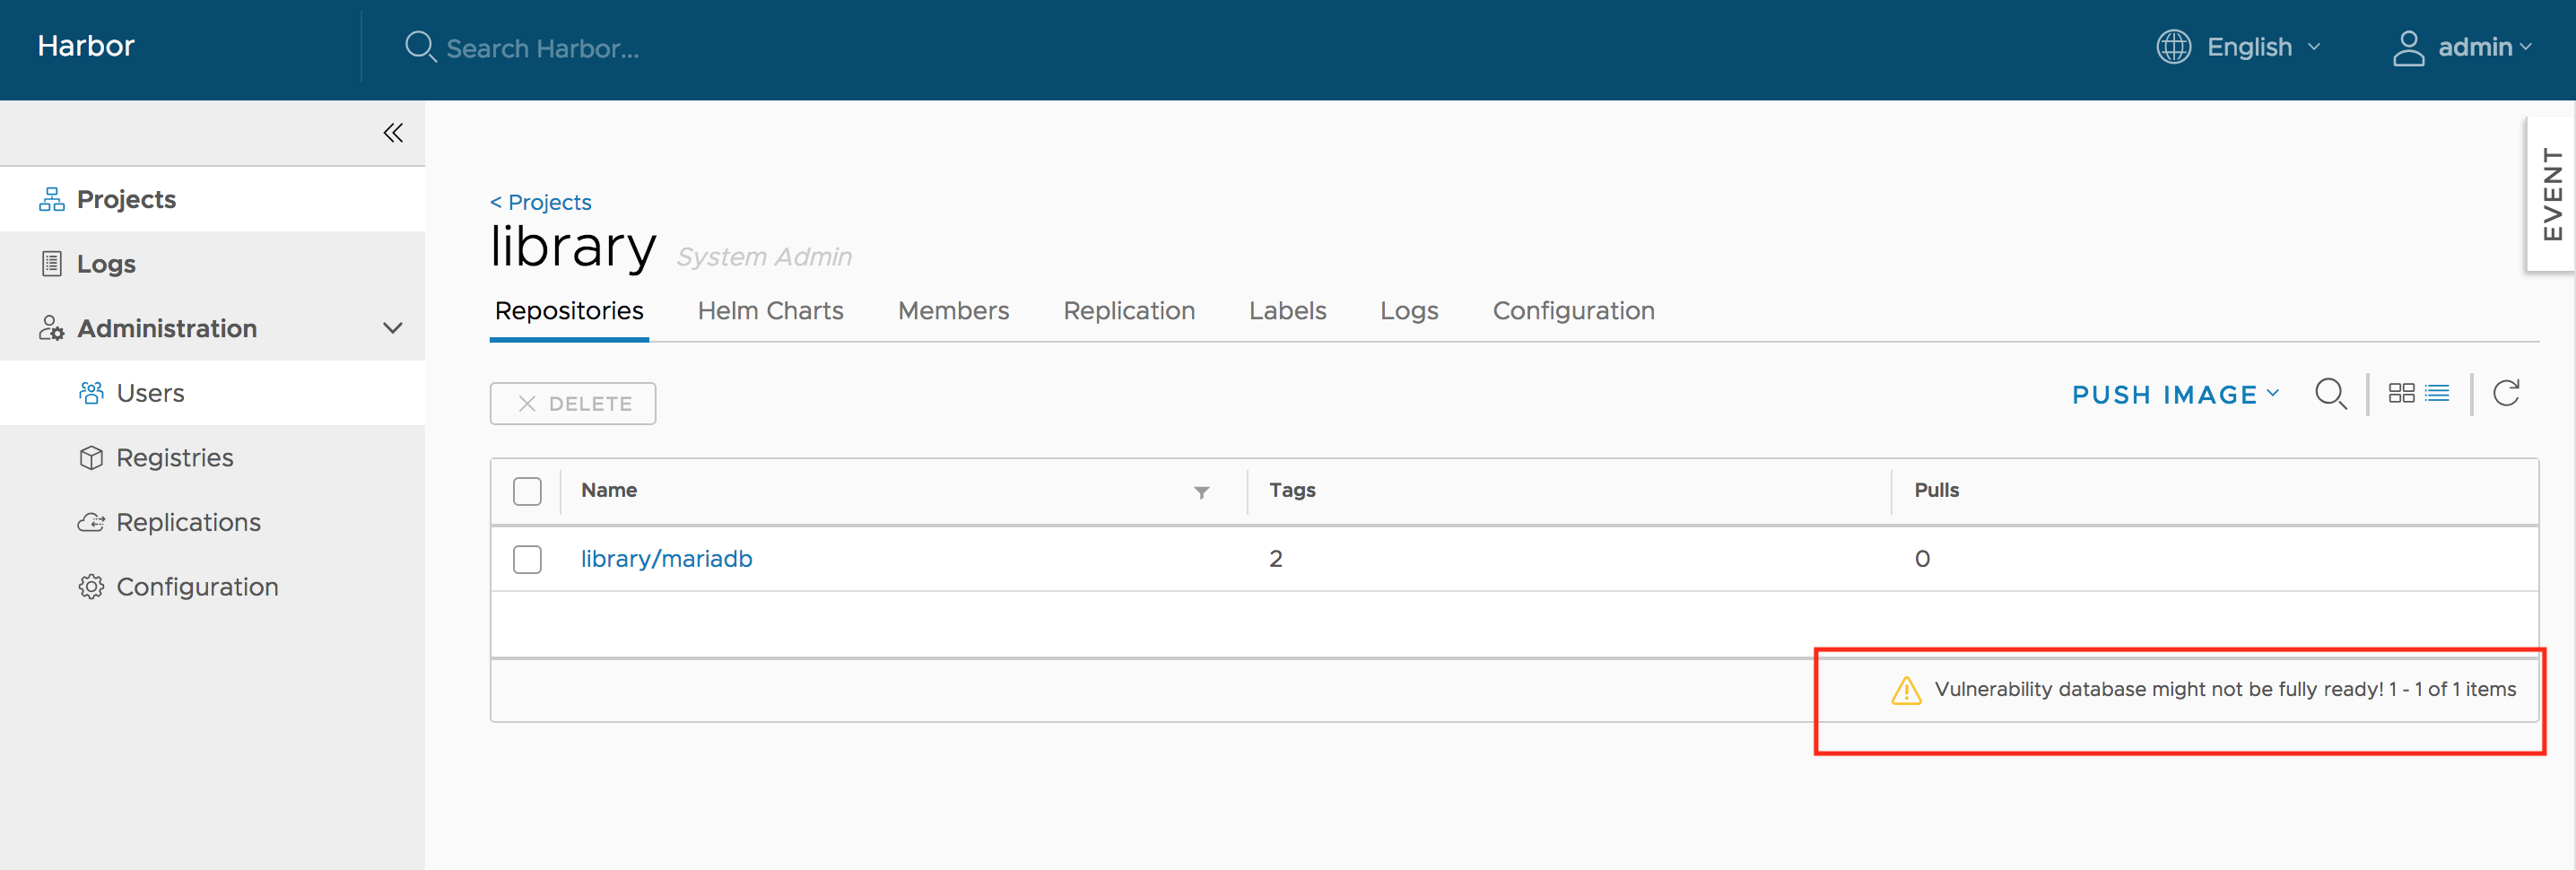 Harbor
Search Harbor...
English
admin
EVENT
Projects
Logs
Administration
Users
Registries
Replications
Configuration
< Projects
library System Admin
Repositories Helm Charts Members Replication Labels Logs Configuration
DELETE
PUSH IMAGE
Name Tags Pulls
library/mariadb 2 0
Vulnerability database might not be fully ready! 1 - 1 of 1 items